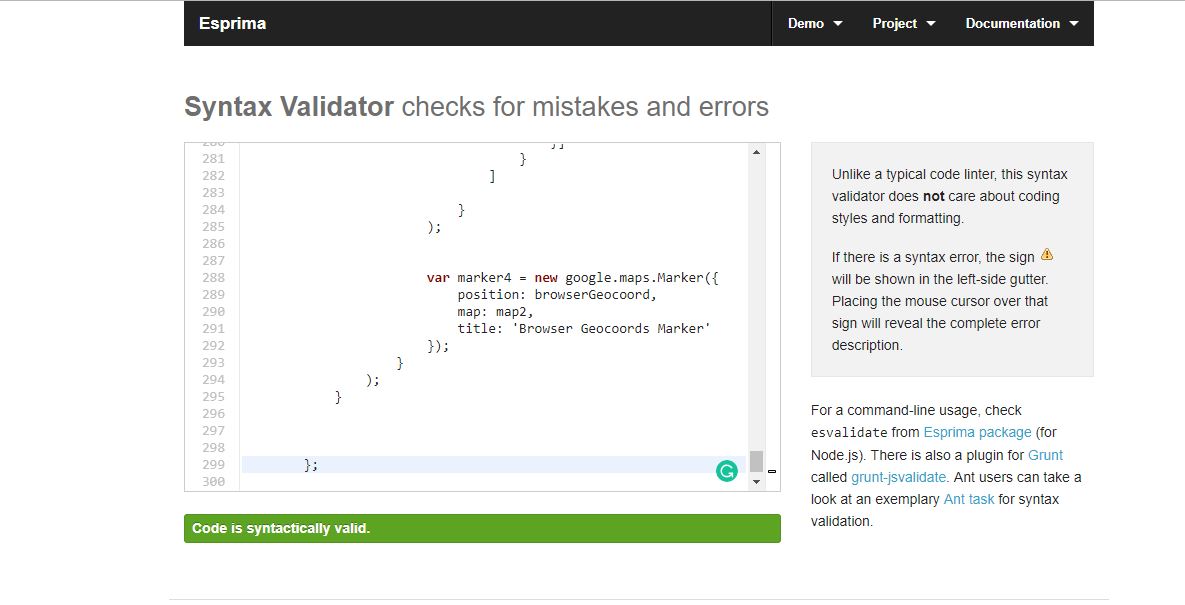 Esprima
Demo
Project
Documentation
Syntax Validator checks for mistakes and errors
281 }
282 ]
283
284 }
285 );
286
287
288 var marker4 = new google.maps.Marker({
289 position: browserGeocoord,
290 map: map2,
291 title: 'Browser Geocoords Marker'
292 });
293 }
294 );
295 }
296
297
298
299 };
300
Code is syntactically valid.
Unlike a typical code linter, this syntax
validator does not care about coding
styles and formatting.
If there is a syntax error, the sign
will be shown in the left-side gutter.
Placing the mouse cursor over that
sign will reveal the complete error
description.
For a command-line usage, check
esvalidate from Esprima package (for
Node.js). There is also a plugin for Grunt
called grunt-jsvalidate. Ant users can take a
look at an exemplary Ant task for syntax
validation.